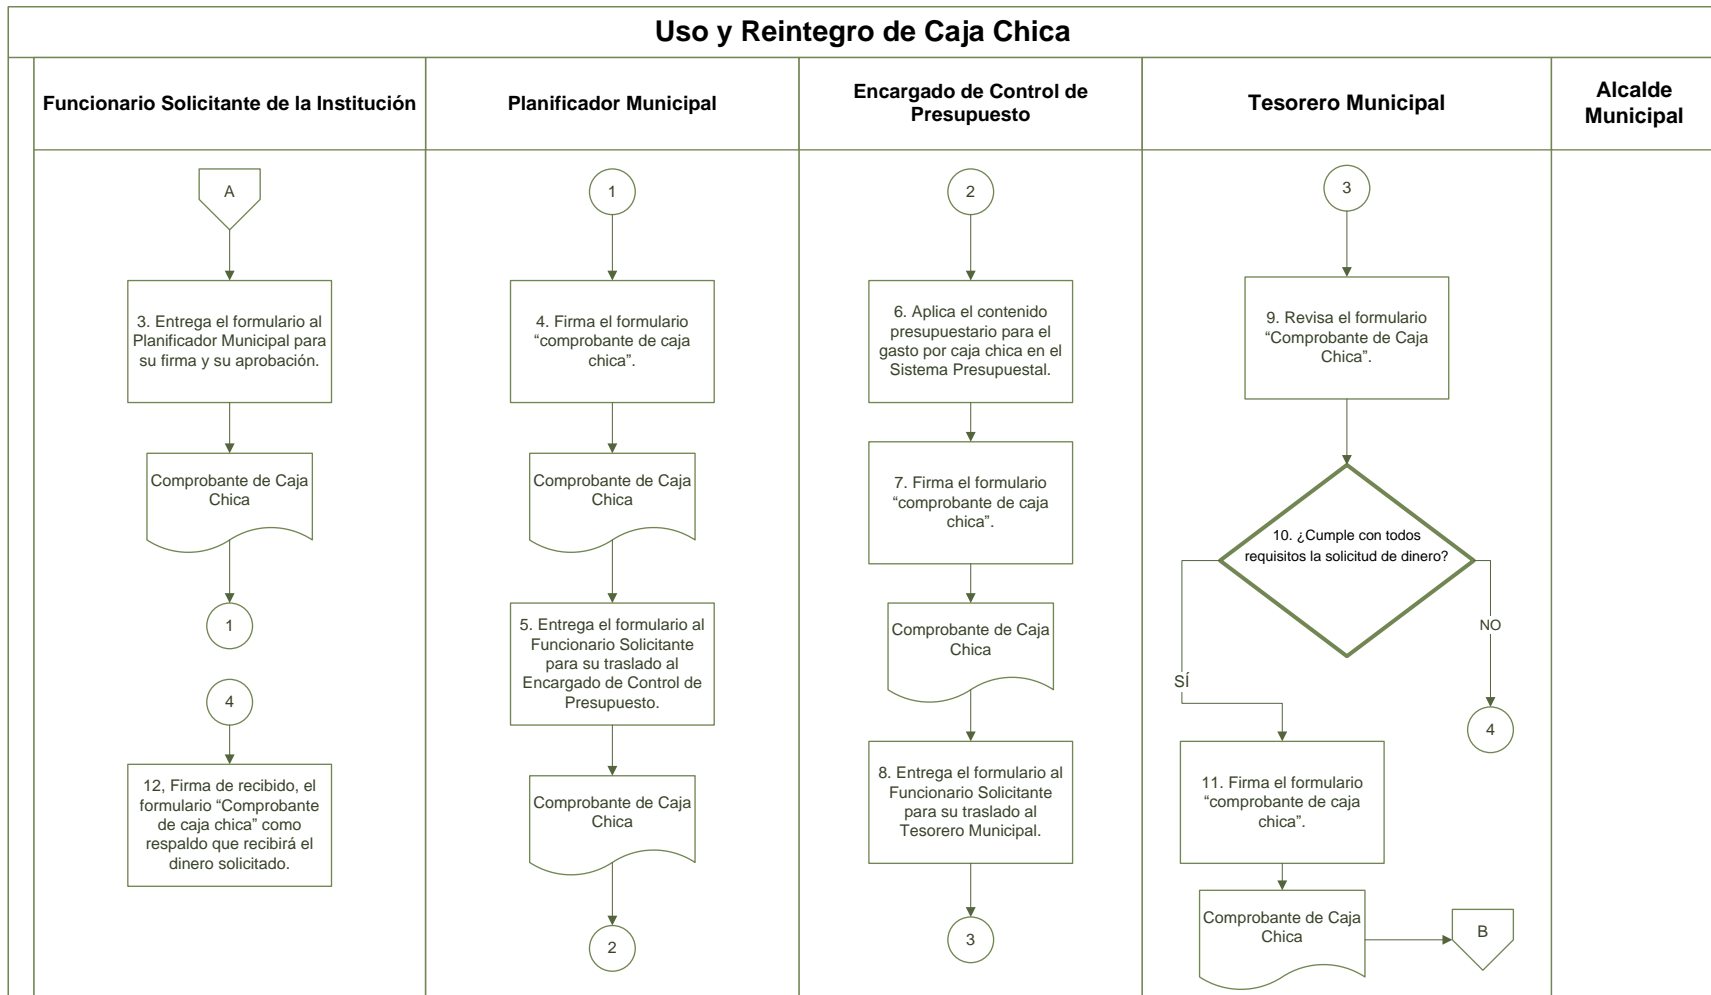 Uso y Reintegro de Caja Chica
Funcionario Solicitante de la Institución
Planificador Municipal
Encargado de Control de
Presupuesto
Tesorero Municipal
Alcalde
Municipal
A
3. Entrega el formulario al
Planificador Municipal para
su firma y su aprobación.
Comprobante de Caja
Chica
1
4
12, Firma de recibido, el
formulario “Comprobante
de caja chica” como
respaldo que recibirá el
dinero solicitado.
1
4. Firma el formulario
“comprobante de caja
chica”.
Comprobante de Caja
Chica
5. Entrega el formulario al
Funcionario Solicitante
para su traslado al
Encargado de Control de
Presupuesto.
Comprobante de Caja
Chica
2
2
6. Aplica el contenido
presupuestario para el
gasto por caja chica en el
Sistema Presupuestal.
7. Firma el formulario
“comprobante de caja
chica”.
Comprobante de Caja
Chica
8. Entrega el formulario al
Funcionario Solicitante
para su traslado al
Tesorero Municipal.
3
3
9. Revisa el formulario
“Comprobante de Caja
Chica”.
10. ¿Cumple con todos
requisitos la solicitud de dinero?
NO
SÍ
4
11. Firma el formulario
“comprobante de caja
chica”.
Comprobante de Caja
Chica
B